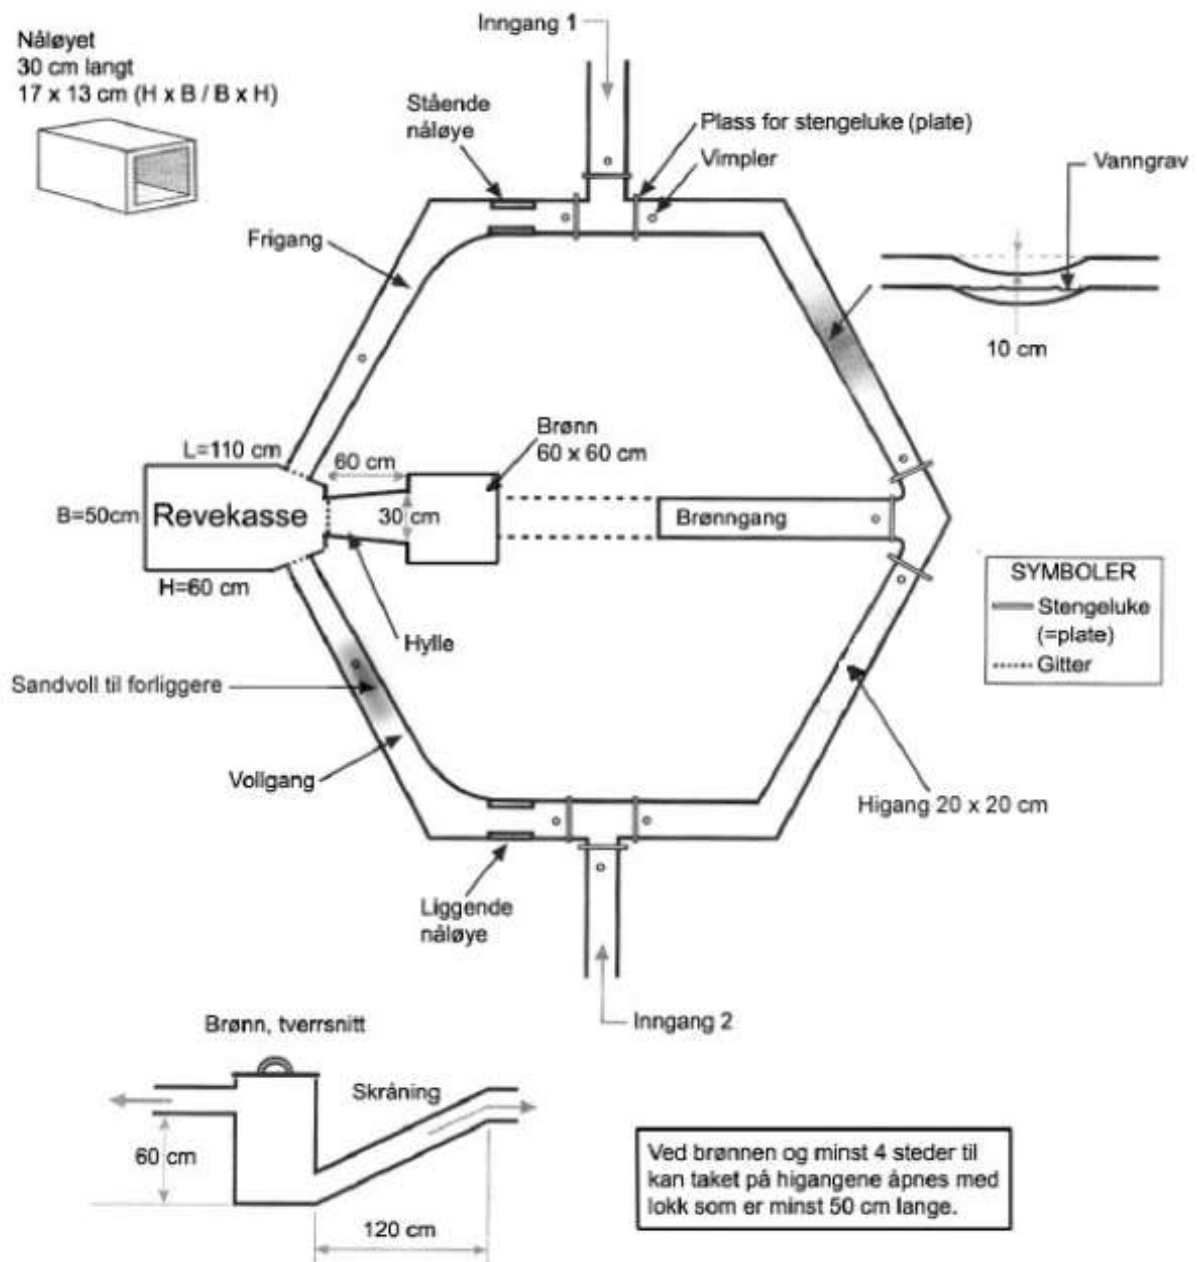 Inngang 1
Nåløyet
30 cm langt
17 x 13 cm (H x B / B x H)
Stående
nåløye
Plass for stengeluke (plate)
Vimpler
Vanngrav
Frigang
10 cm
L=110 cm
60 cm
Brønn
60 x 60 cm
B=50cm
Revekasse
30 cm
Brønngang
H=60 cm
SYMBOLER
Stengeluke
(=plate)
Gitter
Hylle
Sandvoll til forliggere
Vollgang
Higang 20 x 20 cm
Liggende
nåløye
Inngang 2
Brønn, tverrsnitt
Skråning
60 cm
120 cm
Ved brønnen og minst 4 steder til
kan taket på higangene åpnes med
lokk som er minst 50 cm lange.